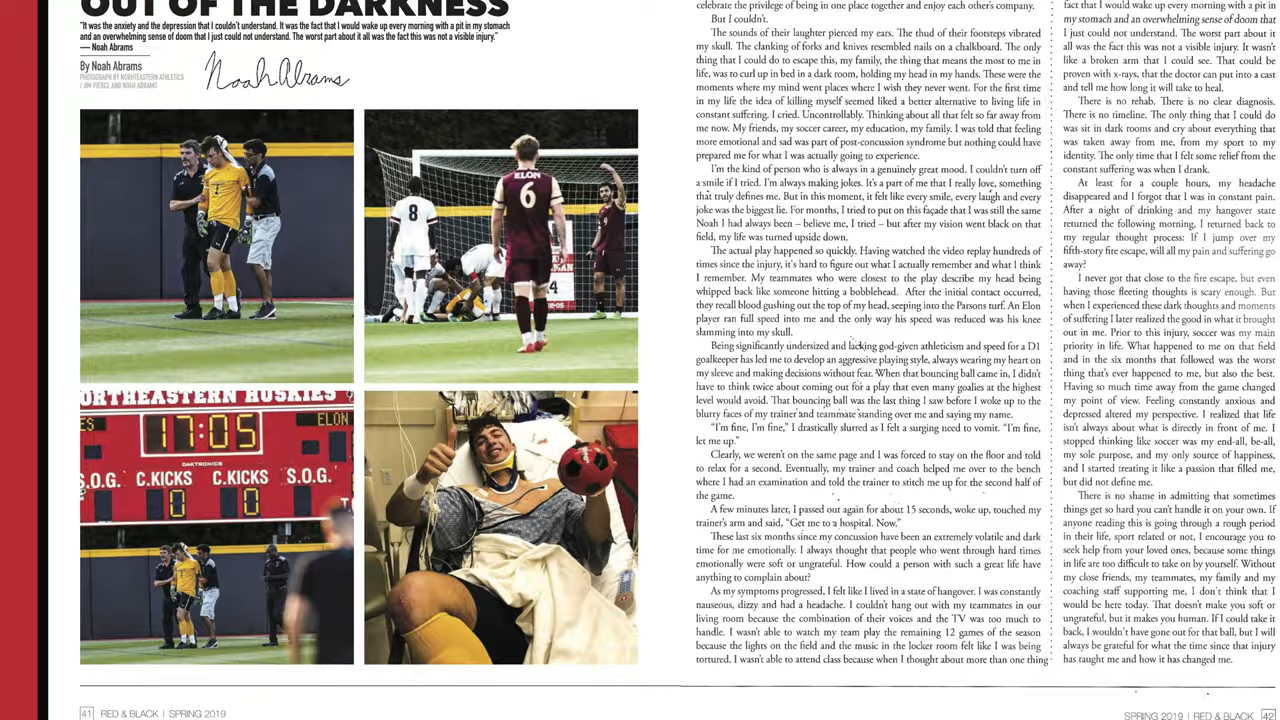 OUT OF THE DARKNESS
"It was the anxiety and the depression that I couldn't understand. It was the fact that I would wake up every morning with a pit in my stomach
and an overwhelming sense of doom that I just could not understand. The worst part about it all was the fact this was not a visible injury."
— Noah Abrams
By Noah Abrams
PHOTOGRAPH BY NORHTEASTERN ATHLETICS
/ JIM PIERCE AND NOAH ABRAMS
Noah Abrams
8
ELON
6
4
ORTHEASTERN HUSKIES
ES
17:05
ELON
DAKTRONICS
S.O.G.
C.KICKS
C.KICKS
S.O.G.
0
0
41 RED & BLACK | SPRING 2019
celebrate the privilege of being in one place together and enjoy each other's company.
But I couldn't.
The sounds of their laughter pierced my ears. The thud of their footsteps vibrated
my skull. The clanking of forks and knives resembled nails on a chalkboard. The only
thing that I could do to escape this, my family, the thing that means the most to me in
life, was to curl up in bed in a dark room, holding my head in my hands. These were the
moments where my mind went places where I wish they never went. For the first time
in my life the idea of killing myself seemed liked a better alternative to living life in
constant suffering. I cried. Uncontrollably. Thinking about all that felt so far away from
me now. My friends, my soccer career, my education, my family. I was told that feeling
more emotional and sad was part of post-concussion syndrome but nothing could have
prepared me for what I was actually going to experience.
I'm the kind of person who is always in a genuinely great mood. I couldn't turn off
a smile if I tried. I'm always making jokes. It's a part of me that I really love, something
that truly defines me. But in this moment, it felt like every smile, every laugh and every
joke was the biggest lie. For months, I tried to put on this façade that I was still the same
Noah I had always been – believe me, I tried – but after my vision went black on that
field, my life was turned upside down.
The actual play happened so quickly. Having watched the video replay hundreds of
times since the injury, it's hard to figure out what I actually remember and what I think
I remember. My teammates who were closest to the play describe my head being
whipped back like someone hitting a bobblehead. After the initial contact occurred,
they recall blood gushing out the top of my head, seeping into the Parsons turf. An Elon
player ran full speed into me and the only way his speed was reduced was his knee
slamming into my skull.
Being significantly undersized and lacking god-given athleticism and speed for a D1
goalkeeper has led me to develop an aggressive playing style, always wearing my heart on
my sleeve and making decisions without fear. When that bouncing ball came in, I didn't
have to think twice about coming out for a play that even many goalies at the highest
level would avoid. That bouncing ball was the last thing I saw before I woke up to the
blurry faces of my trainer and teammate standing over me and saying my name.
"I'm fine, I'm fine," I drastically slurred as I felt a surging need to vomit. "I'm fine,
let me up."
Clearly, we weren't on the same page and I was forced to stay on the floor and told
to relax for a second. Eventually, my trainer and coach helped me over to the bench
where I had an examination and told the trainer to stitch me up for the second half of
the game.
A few minutes later, I passed out again for about 15 seconds, woke up, touched my
trainer's arm and said, "Get me to a hospital. Now."
These last six months since my concussion have been an extremely volatile and dark
time for me emotionally. I always thought that people who went through hard times
emotionally were soft or ungrateful. How could a person with such a great life have
anything to complain about?
As my symptoms progressed, I felt like I lived in a state of hangover. I was constantly
nauseous, dizzy and had a headache. I couldn't hang out with my teammates in our
living room because the combination of their voices and the TV was too much to
handle. I wasn't able to watch my team play the remaining 12 games of the season
because the lights on the field and the music in the locker room felt like I was being
tortured. I wasn't able to attend class because when I thought about more than one thing
fact that I would wake up every morning with a pit in
my stomach and an overwhelming sense of doom that
I just could not understand. The worst part about it
all was the fact this was not a visible injury. It wasn't
like a broken arm that I could see. That could be
proven with x-rays, that the doctor can put into a cast
and tell me how long it will take to heal.
There is no rehab. There is no clear diagnosis.
There is no timeline. The only thing that I could do
was sit in dark rooms and cry about everything that
was taken away from me, from my sport to my
identity. The only time that I felt some relief from the
constant suffering was when I drank.
At least for a couple hours, my headache
disappeared and I forgot that I was in constant pain.
After a night of drinking and my hangover state
returned the following morning, I returned back to
my regular thought process: If I jump over my
fifth-story fire escape, will all my pain and suffering go
away?
I never got that close to the fire escape, but even
having those fleeting thoughts is scary enough. But
when I experienced these dark thoughts and moments
of suffering I later realized the good in what it brought
out in me. Prior to this injury, soccer was my main
priority in life. What happened to me on that field
and in the six months that followed was the worst
thing that's ever happened to me, but also the best.
Having so much time away from the game changed
my point of view. Feeling constantly anxious and
depressed altered my perspective. I realized that life
isn't always about what is directly in front of me. I
stopped thinking like soccer was my end-all, be-all,
my sole purpose, and my only source of happiness,
and I started treating it like a passion that filled me,
but did not define me.
There is no shame in admitting that sometimes
things get so hard you can't handle it on your own. If
anyone reading this is going through a rough period
in their life, sport related or not, I encourage you to
seek help from your loved ones, because some things
in life are too difficult to take on by yourself. Without
my close friends, my teammates, my family and my
coaching staff supporting me, I don't think I
would be here today. That doesn't make you soft or
ungrateful, but it makes you human. If I could take it
back, I wouldn't have gone out for that ball, but I will
always be grateful for what the time since that injury
has taught me and how it has changed me.
SPRING 2019 | RED & BLACK 42